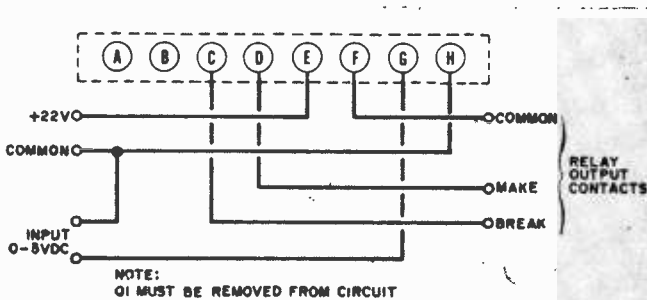 A B C D E F G H
+22V
COMMON
COMMON
RELAY
OUTPUT
CONTACTS
MAKE
BREAK
INPUT
0-5VDC
NOTE:
Q1 MUST BE REMOVED FROM CIRCUIT